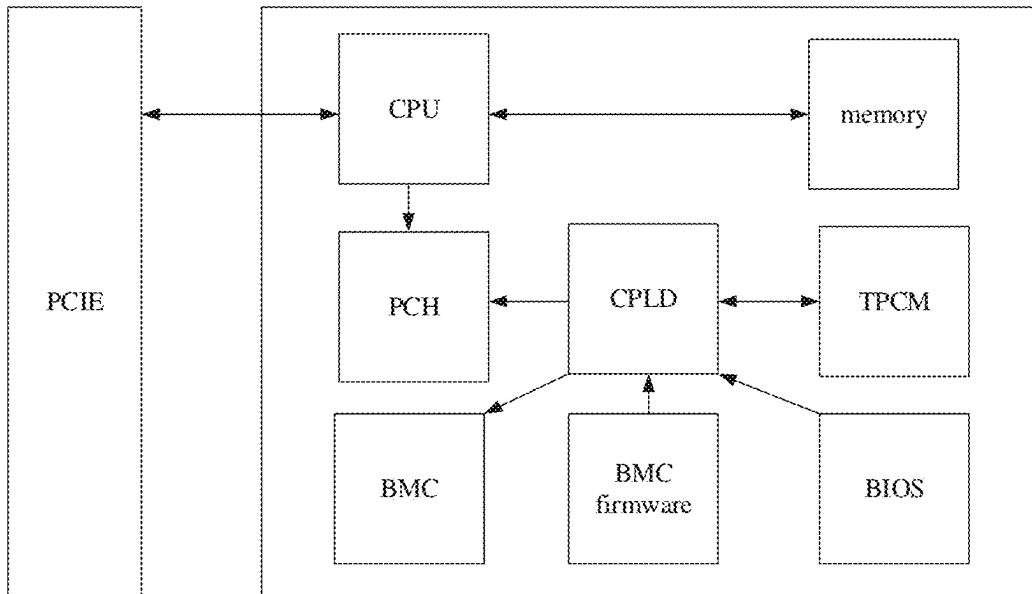 CPU
memory
PCIE
PCH
CPLD
TPCM
BMC
BMC
firmware
BIOS